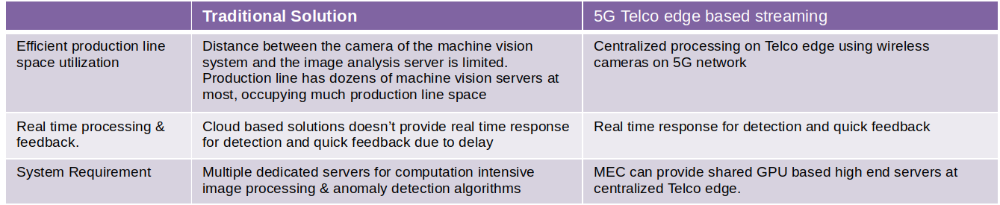 Traditional Solution
5G Telco edge based streaming
Efficient production line
space utilization
Distance between the camera of the machine vision
system and the image analysis server is limited.
Production line has dozens of machine vision servers at
most, occupying much production line space
Centralized processing on Telco edge using wireless
cameras on 5G network
Real time processing &
feedback.
Cloud based solutions doesn’t provide real time response
for detection and quick feedback due to delay
Real time response for detection and quick feedback
System Requirement
Multiple dedicated servers for computation intensive
image processing & anomaly detection algorithms
MEC can provide shared GPU based high end servers at
centralized Telco edge.